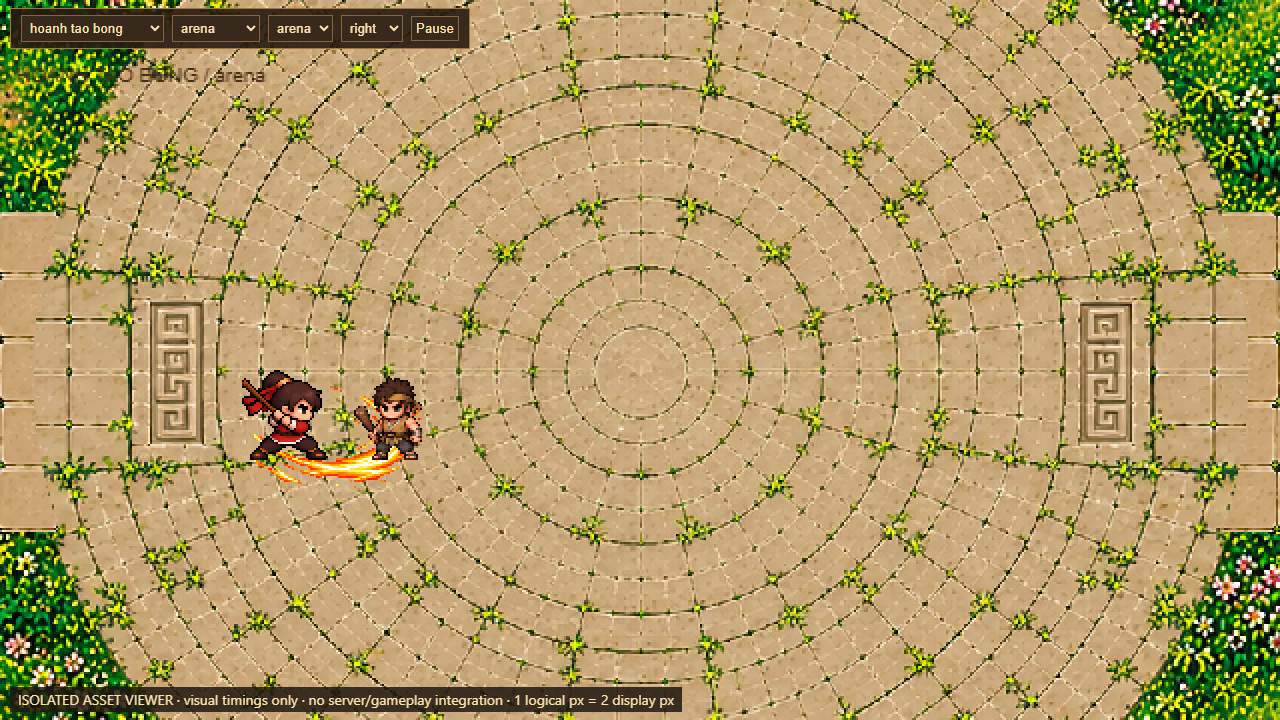 hoanh tao bong arena arena right Pause
O BONG / arena
ISOLATED ASSET VIEWER · visual timings only · no server/gameplay integration · 1 logical px = 2 display px